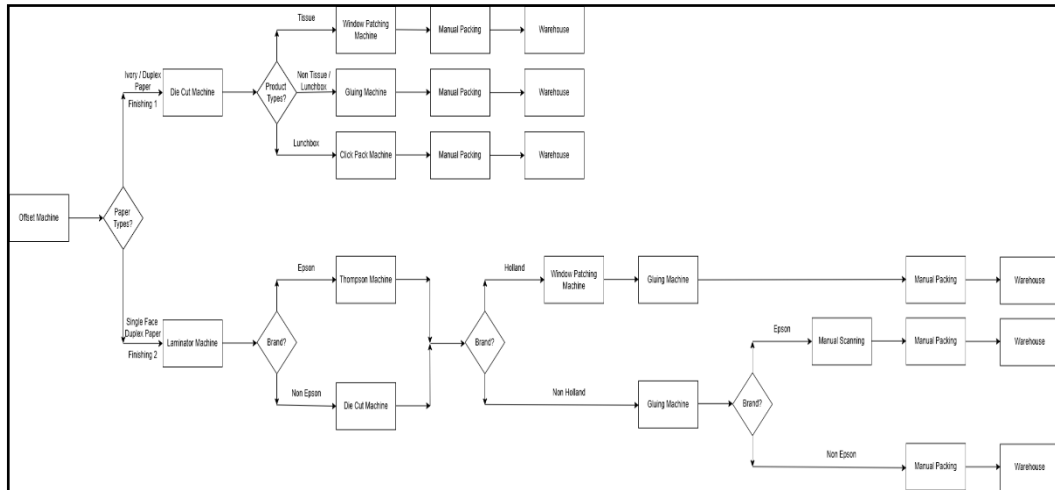 Tissue
Window Patching
Machine
Manual Packing
Warehouse
Ivory / Duplex
Paper
Finishing 1
Die Cut Machine
Product
Types?
Non Tissue /
Lunchbox
Gluing Machine
Manual Packing
Warehouse
Lunchbox
Click Pack Machine
Manual Packing
Warehouse
Offset Machine
Paper
Types?
Single Face
Duplex Paper
Finishing 2
Laminator Machine
Brand?
Epson
Thompson Machine
Non Epson
Die Cut Machine
Brand?
Holland
Window Patching
Machine
Gluing Machine
Manual Packing
Warehouse
Non Holland
Gluing Machine
Brand?
Epson
Manual Scanning
Manual Packing
Warehouse
Non Epson
Manual Packing
Warehouse